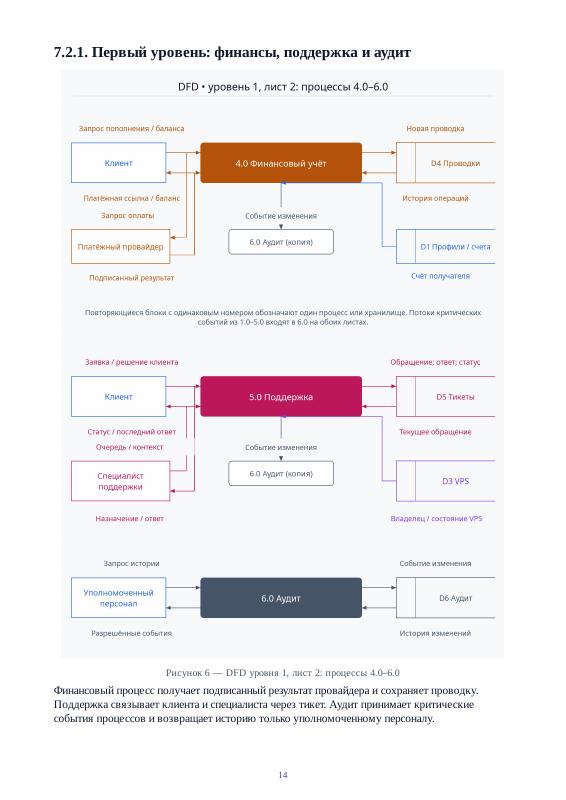 7.2.1. Первый уровень: финансы, поддержка и аудит
DFD • уровень 1, лист 2: процессы 4.0–6.0
Запрос пополнения / баланса
Новая проводка
Клиент
4.0 Финансовый учёт
D4 Проводки
Платёжная ссылка / баланс
История операций
Запрос оплаты
Событие изменения
Платёжный провайдер
6.0 Аудит (копия)
D1 Профили / счета
Подписанный результат
Счёт получателя
Повторяющиеся блоки с одинаковым номером обозначают один процесс или хранилище. Потоки критических
событий из 1.0–5.0 входят в 6.0 на обоих листах.
Заявка / решение клиента
Обращение; ответ; статус
Клиент
5.0 Поддержка
D5 Тикеты
Статус / последний ответ
Текущее обращение
Очередь / контекст
Событие изменения
Специалист
поддержки
6.0 Аудит (копия)
D3 VPS
Назначение / ответ
Владелец / состояние VPS
Запрос истории
Событие изменения
Уполномоченный
персонал
6.0 Аудит
D6 Аудит
Разрешённые события
История изменений
Рисунок 6 — DFD уровня 1, лист 2: процессы 4.0–6.0
Финансовый процесс получает подписанный результат провайдера и сохраняет проводку.
Поддержка связывает клиента и специалиста через тикет. Аудит принимает критические
события процессов и возвращает историю только уполномоченному персоналу.
14